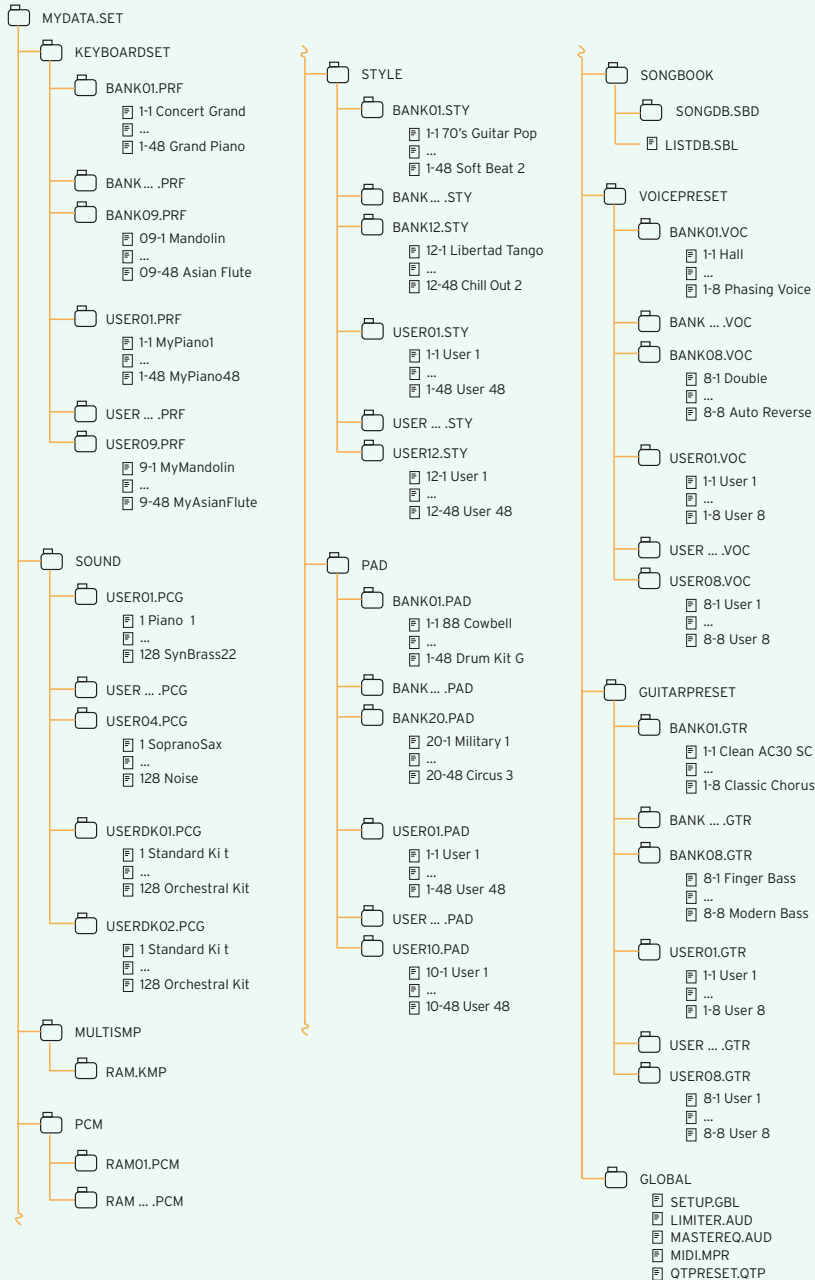 MYDATA.SET
KEYBOARDSET
BANK01.PRF
1-1 Concert Grand
...
1-48 Grand Piano
BANK... .PRF
BANK09.PRF
09-1 Mandolin
...
09-48 Asian Flute
USER01.PRF
1-1 MyPiano1
...
1-48 MyPiano48
USER ... .PRF
USER09.PRF
9-1 MyMandolin
...
9-48 MyAsianFlute
SOUND
USER01.PCG
1 Piano 1
...
128 SynBrass22
USER ... .PCG
USER04.PCG
1 SopranoSax
...
128 Noise
USERDK01.PCG
1 Standard Ki t
...
128 Orchestral Kit
USERDK02.PCG
1 Standard Ki t
...
128 Orchestral Kit
MULTISMP
RAM.KMP
PCM
RAM01.PCM
RAM ... .PCM
STYLE
BANK01.STY
1-1 70's Guitar Pop
...
1-48 Soft Beat 2
BANK... .STY
BANK12.STY
12-1 Libertad Tango
...
12-48 Chill Out 2
USER01.STY
1-1 User 1
...
1-48 User 48
USER ... .STY
USER12.STY
12-1 User 1
...
12-48 User 48
PAD
BANK01.PAD
1-1 88 Cowbell
...
1-48 Drum Kit G
BANK... .PAD
BANK20.PAD
20-1 Military 1
...
20-48 Circus 3
USER01.PAD
1-1 User 1
...
1-48 User 48
USER ... .PAD
USER10.PAD
10-1 User 1
...
10-48 User 48
SONGBOOK
SONGDB.SBD
LISTDB.SBL
VOICEPRESET
BANK01.VOC
1-1 Hall
...
1-8 Phasing Voice
BANK ... .VOC
BANK08.VOC
8-1 Double
...
8-8 Auto Reverse
USER01.VOC
1-1 User 1
...
1-8 User 8
USER ... .VOC
USER08.VOC
8-1 User 1
...
8-8 User 8
GUITARPRESET
BANK01.GTR
1-1 Clean AC30 SC
...
1-8 Classic Chorus
BANK ... .GTR
BANK08.GTR
8-1 Finger Bass
...
8-8 Modern Bass
USER01.GTR
1-1 User 1
...
1-8 User 8
USER ... .GTR
USER08.GTR
8-1 User 1
...
8-8 User 8
GLOBAL
SETUP.GBL
LIMITER.AUD
MASTEREQ.AUD
MIDI.MPR
QTPRESET.QTP